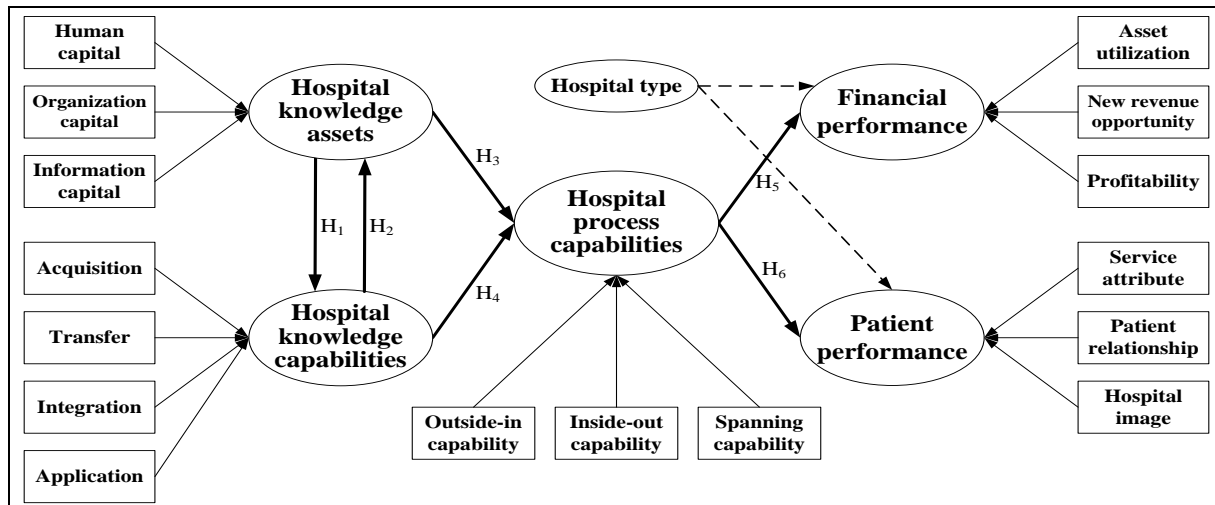 Human
capital
Organization
capital
Information
capital
Acquisition
Transfer
Integration
Application
Hospital
knowledge
assets
H1
H2
Hospital
knowledge
capabilities
H3
H4
Hospital type
Hospital
process
capabilities
Outside-in
capability
Inside-out
capability
Spanning
capability
H5
H6
Financial
performance
Patient
performance
Asset
utilization
New revenue
opportunity
Profitability
Service
attribute
Patient
relationship
Hospital
image